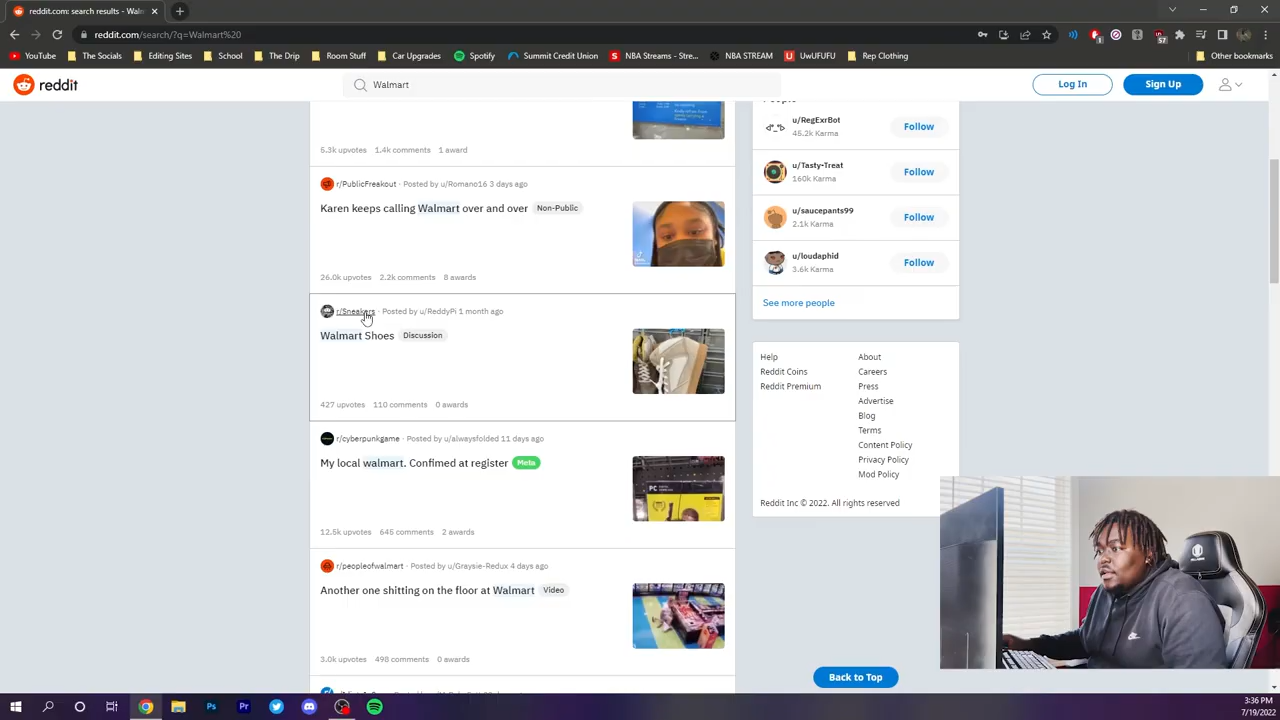 reddit.com: search results - Walm
reddit.com/search/?q=Walmart%20
YouTube
Instagram
Editing Sites
School
The Drip
Room Stuff
Car Upgrades
Spotify
Summit Credit Union
NBA Streams - Stre...
NBA STREAM
UwUFUFU
Rep Clothing
Other bookmarks
reddit
Walmart
Log In
Sign Up
5.3k upvotes 1.4k comments 1 award
r/PublicFreakout · Posted by u/Romano16 3 days ago
Karen keeps calling Walmart over and over Non-Public
26.0k upvotes 2.2k comments 8 awards
r/Sneakers · Posted by u/ReddyPi 1 month ago
Walmart Shoes Discussion
427 upvotes 110 comments 0 awards
r/cyberpunkgame · Posted by u/alwaysfolded 11 days ago
My local walmart. Confimed at register Meta
12.5k upvotes 645 comments 2 awards
r/peopleofwalmart · Posted by u/Graysie-Redux 4 days ago
Another one shitting on the floor at Walmart Video
3.0k upvotes 498 comments 0 awards
u/RegExrBot
45.2k Karma
Follow
u/Tasty-Treat
160k Karma
Follow
u/saucepants99
2.1k Karma
Follow
u/loudaphid
3.6k Karma
Follow
See more people
Help
Reddit Coins
Reddit Premium
About
Careers
Press
Advertise
Blog
Terms
Content Policy
Privacy Policy
Mod Policy
Reddit Inc © 2022. All rights reserved
Back to Top
3:36 PM
7/19/2022